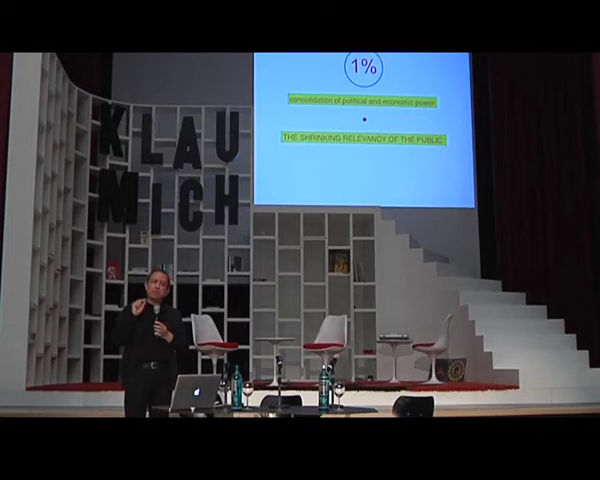 1%
consolidation of political and economic power
THE SHRINKING RELEVANCY OF THE PUBLIC
KLAU
MICH